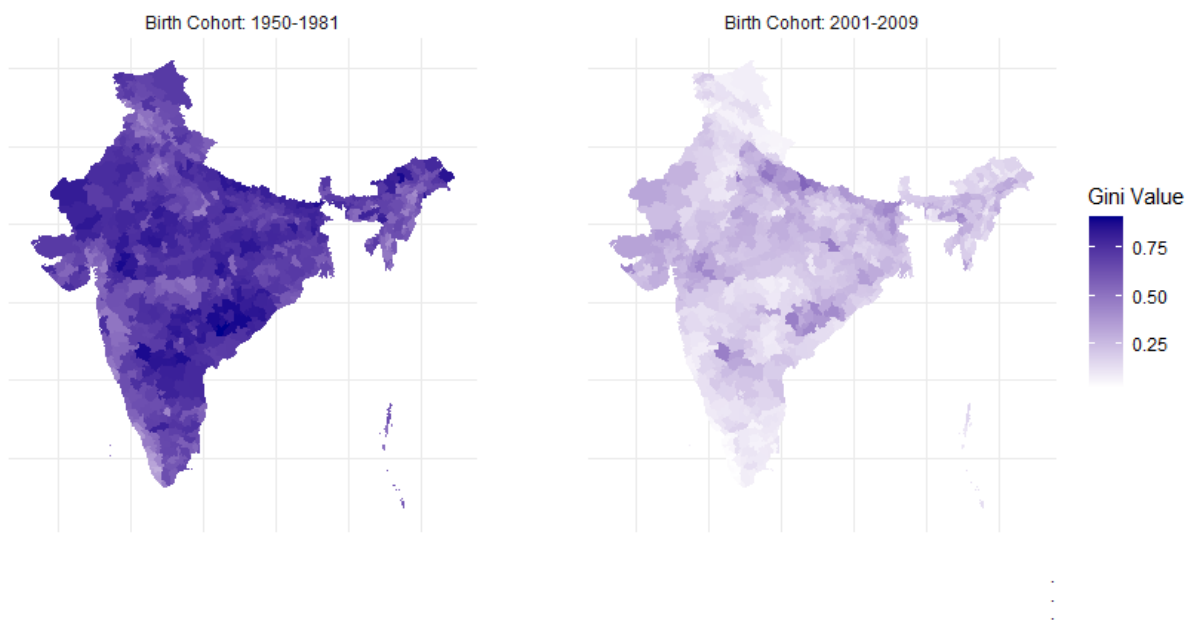 Birth Cohort: 1950-1981
Birth Cohort: 2001-2009
Gini Value
0.75
0.50
0.25